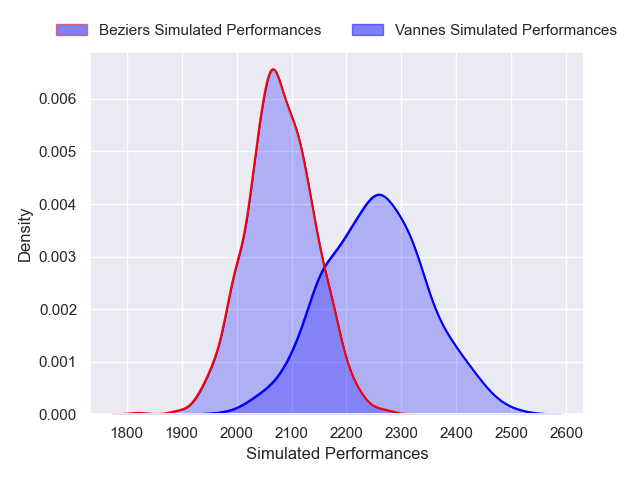 Beziers Simulated Performances Vannes Simulated Performances
0.006
0.005
0.004
0.003
0.002
0.001
0.000
Density
1800 1900 2000 2100 2200 2300 2400 2500 2600
Simulated Performances